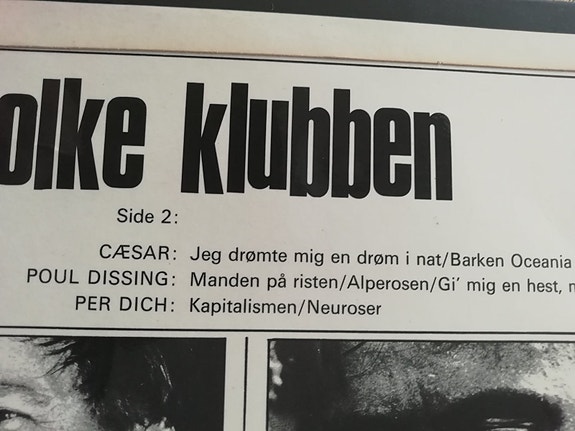 olke klubben
Side 2:
CÆSAR: Jeg drømte mig en drøm i nat/Barken Oceania
POUL DISSING: Manden på risten/Alperosen/Gi' mig en hest,
PER DICH: Kapitalismen/Neuroser